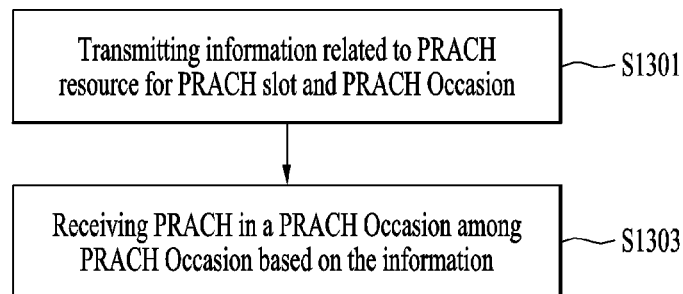 Transmitting information related to PRACH
resource for PRACH slot and PRACH Occasion
S1301
Receiving PRACH in a PRACH Occasion among
PRACH Occasion based on the information
S1303